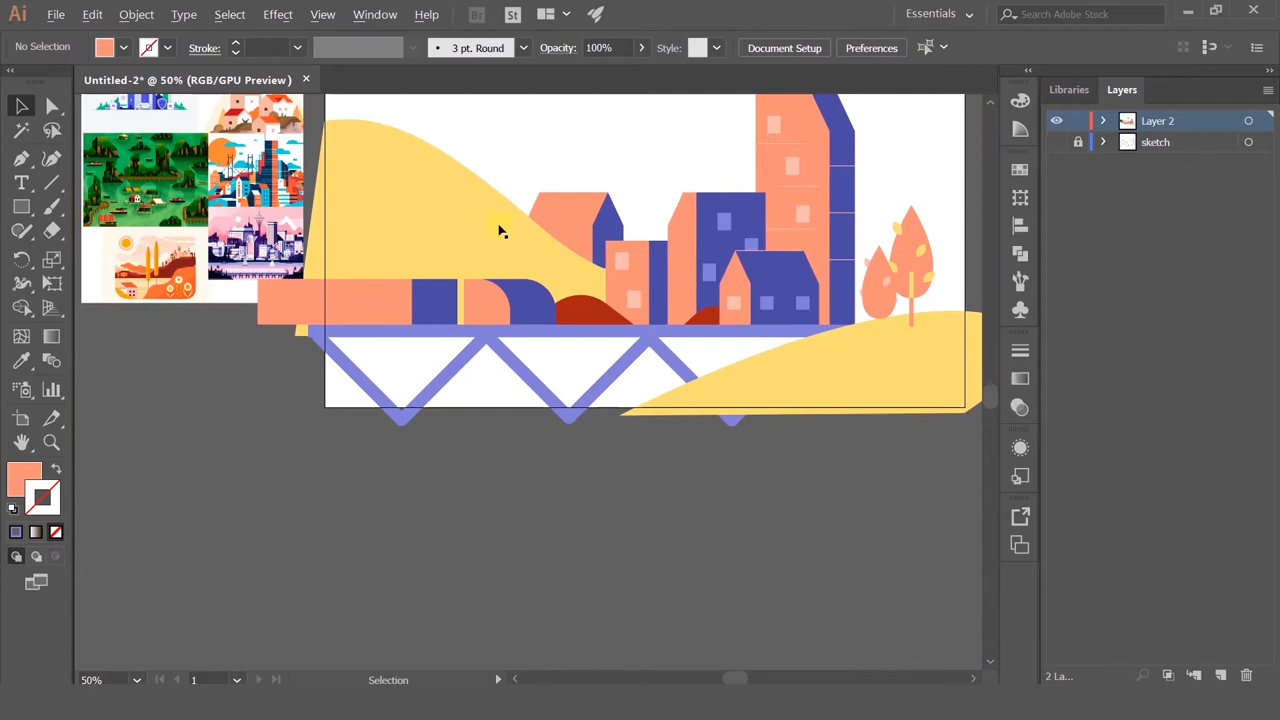 Ai File Edit Object Type Select Effect View Window Help Br St Essentials Search Adobe Stock
No Selection Stroke: 3 pt. Round Opacity: 100% Style: Document Setup Preferences
Untitled-2* @ 50% (RGB/GPU Preview)
Libraries Layers
Layer 2
sketch
50% 1 Selection
2 La...